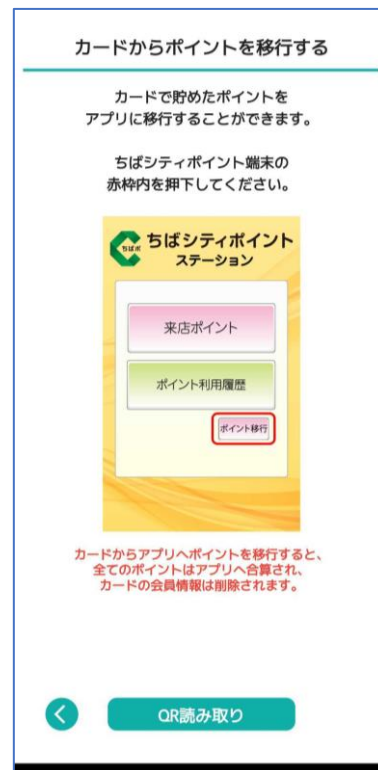 カードからポイントを移行する
カードで貯めたポイントを
アプリに移行することができます。
ちばシティポイント端末の
赤枠内を押下してください。
ちばポ
ちばシティポイント
ステーション
来店ポイント
ポイント利用履歴
ポイント移行
カードからアプリへポイントを移行すると、
全てのポイントはアプリへ合算され、
カードの会員情報は削除されます。
QR読み取り